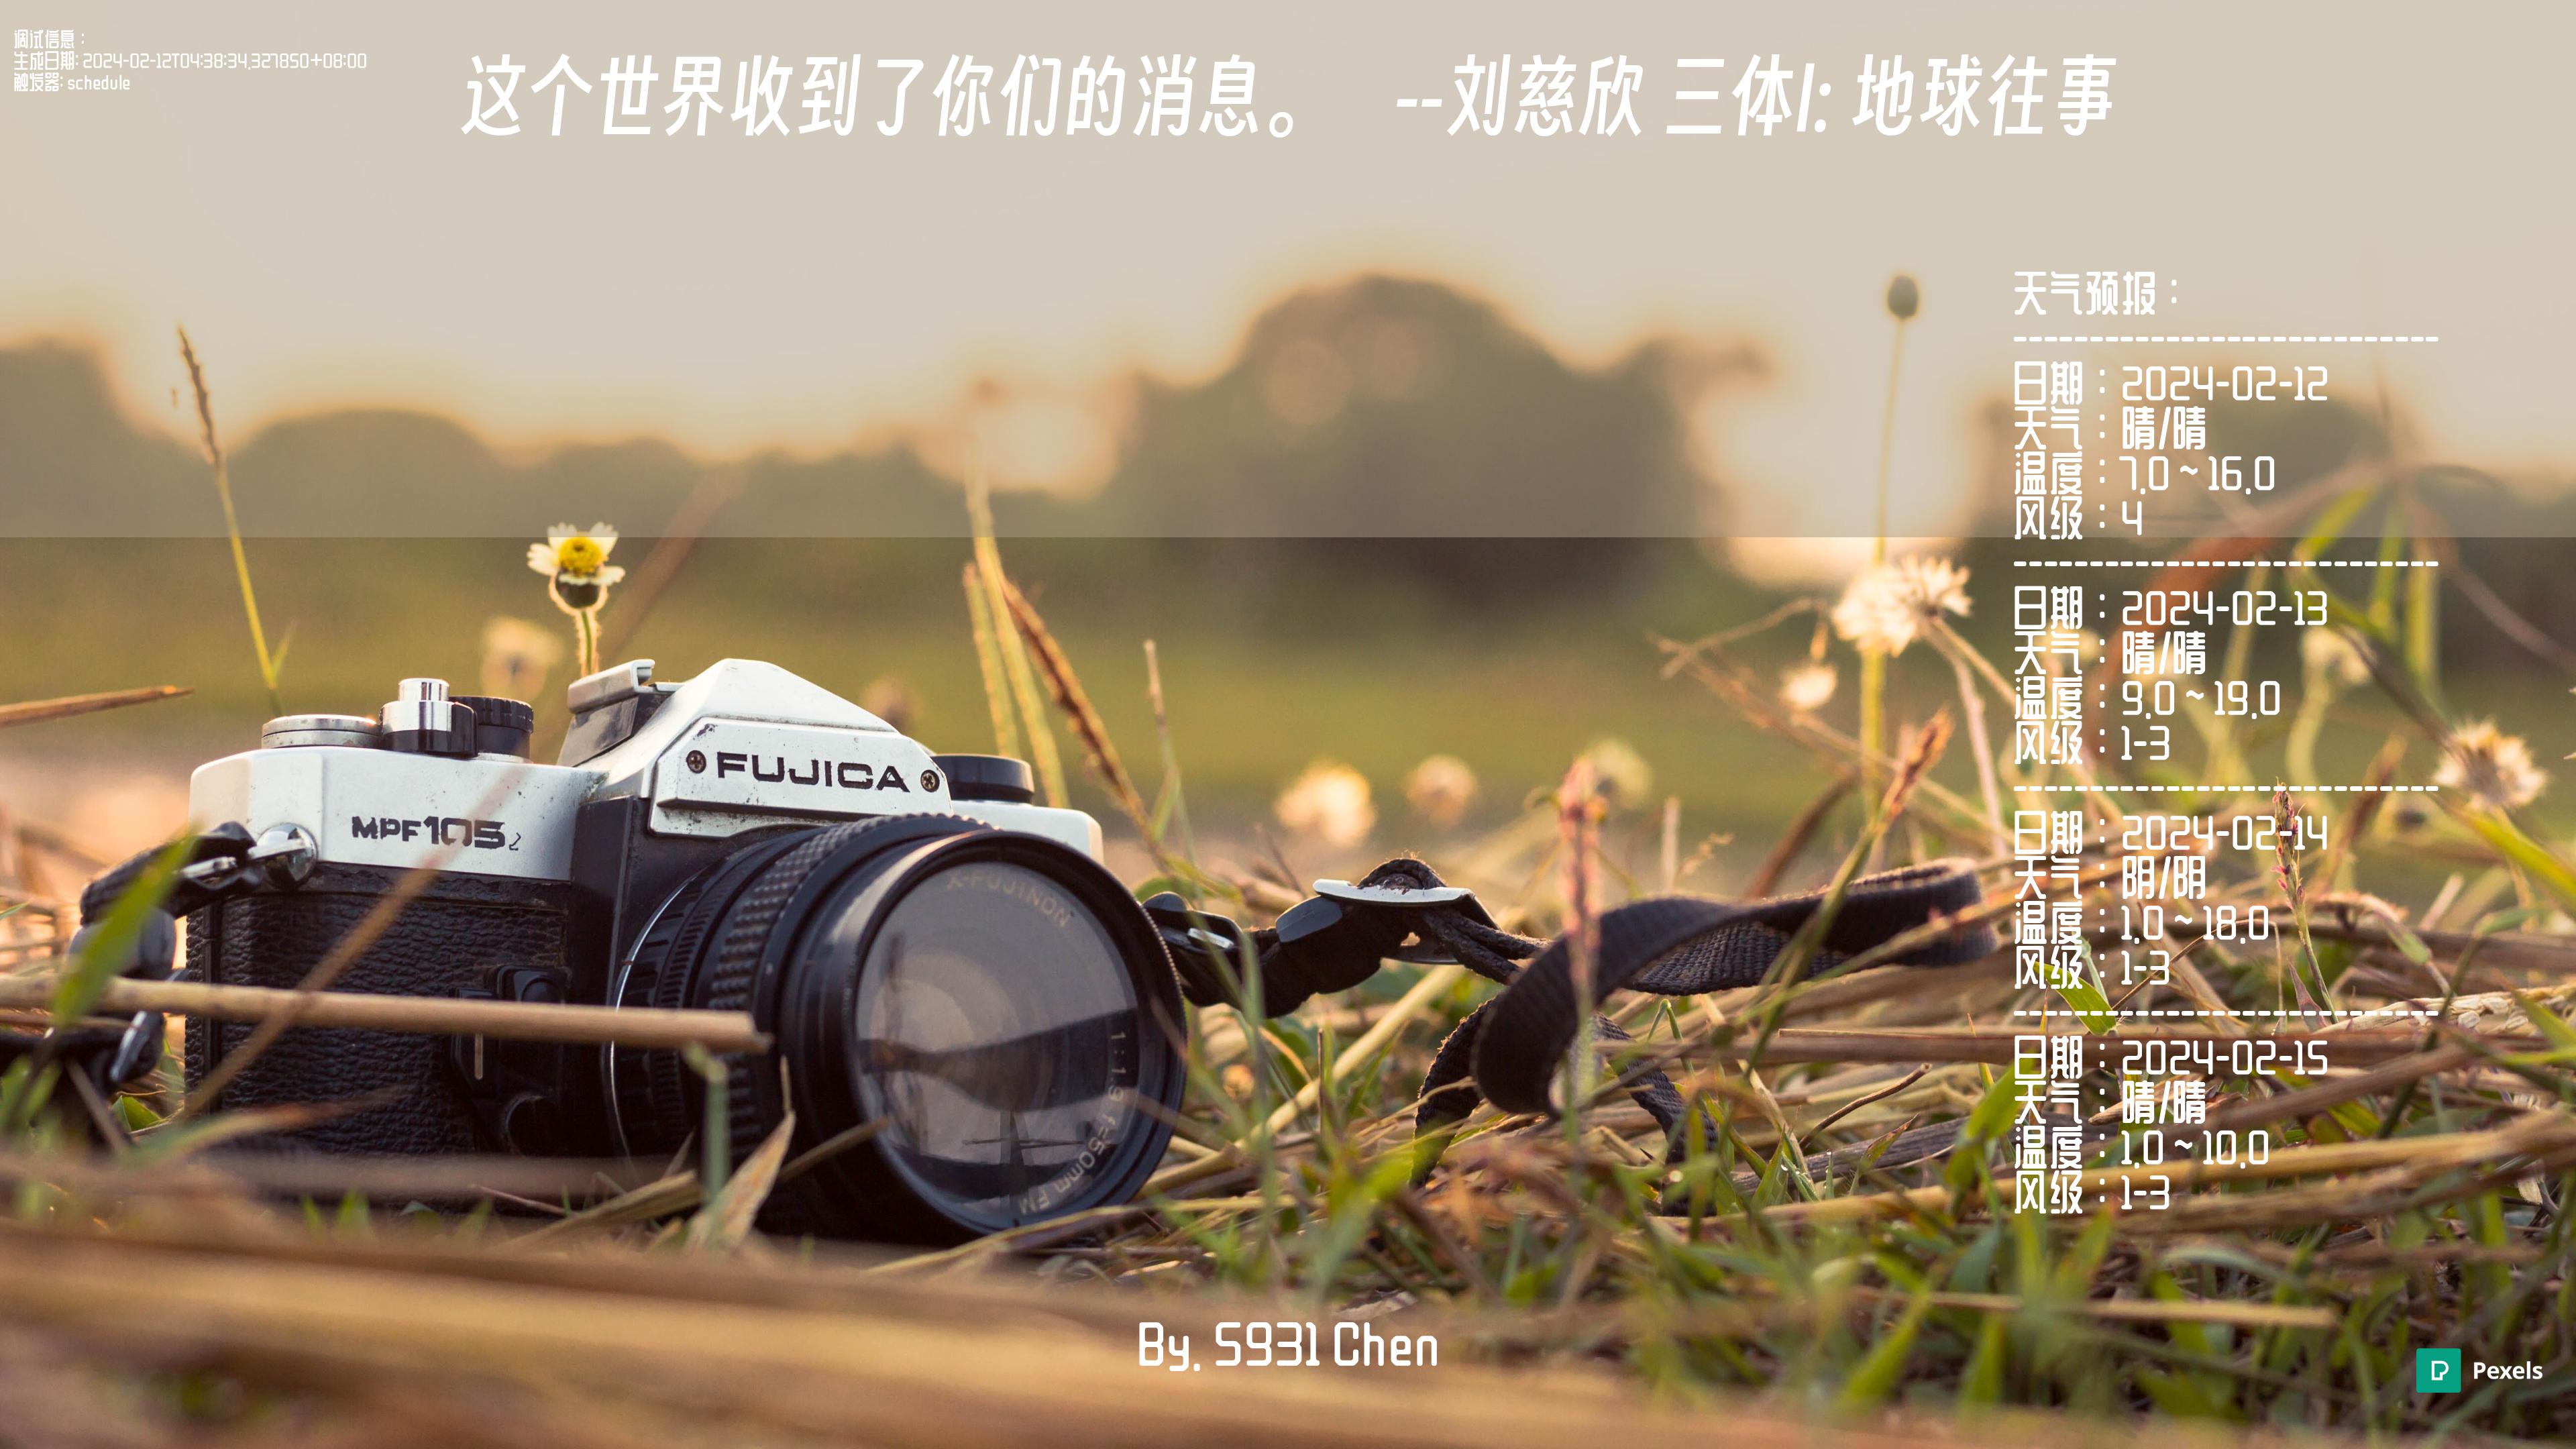 调试信息：
生成日期: 2024-02-12T04:38:34.327850+08:00
触发器: schedule
这个世界收到了你们的消息。 --刘慈欣 三体I: 地球往事
天气预报：
----------------------------
日期：2024-02-12
天气：晴/晴
温度：7.0 ~ 16.0
风级：4
----------------------------
日期：2024-02-13
天气：晴/晴
温度：9.0 ~ 19.0
风级：1-3
----------------------------
日期：2024-02-14
天气：阴/阴
温度：1.0 ~ 18.0
风级：1-3
----------------------------
日期：2024-02-15
天气：晴/晴
温度：1.0 ~ 10.0
风级：1-3
FUJICA
MPF105
X-FUJINON
1:1.9 f=50mm FM
By. S931 Chen
Pexels